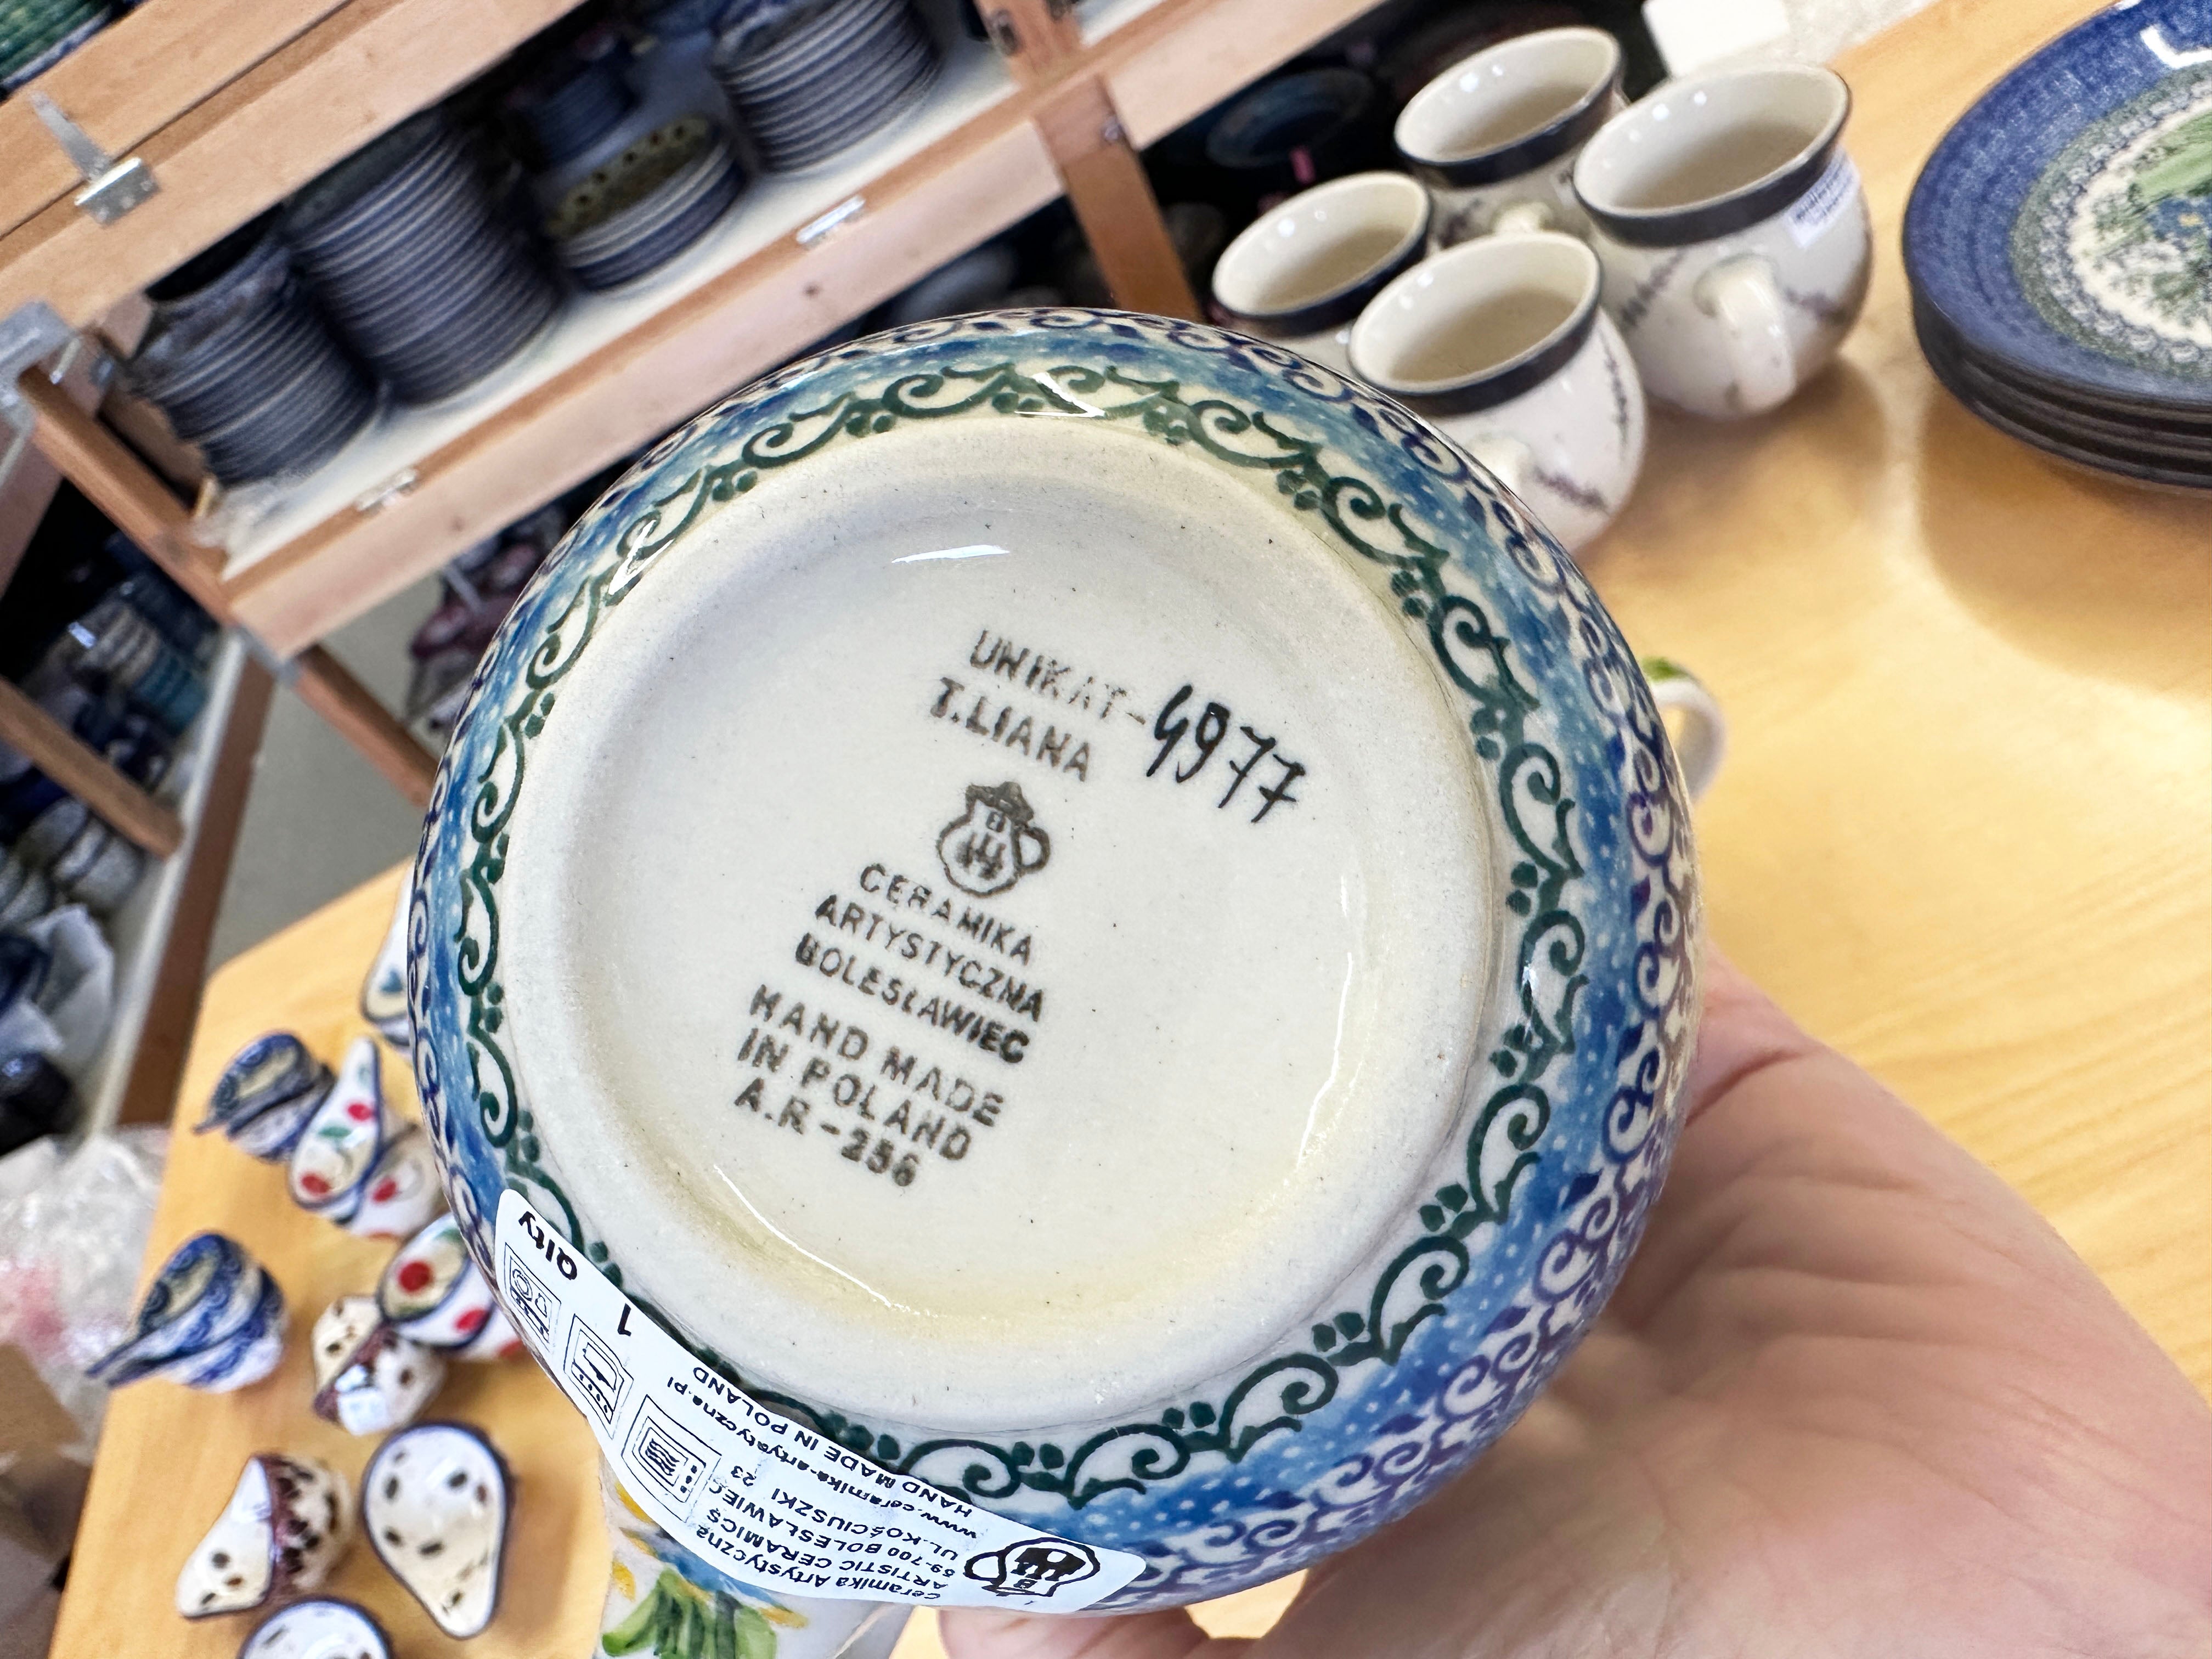 UNIKAT-4977
T.LIANA
B
CERAMIKA
ARTYSTYCZNA
BOLESŁAWIEC
HAND MADE
IN POLAND
A.R-256
Ceramika Artystyczna
ARTISTIC CERAMICS
59-700 BOLESŁAWIEC
UL. KOŚCIUSZKI 23
www.ceramika-artystyczna.pl
HAND MADE IN POLAND
Qlty 1
B